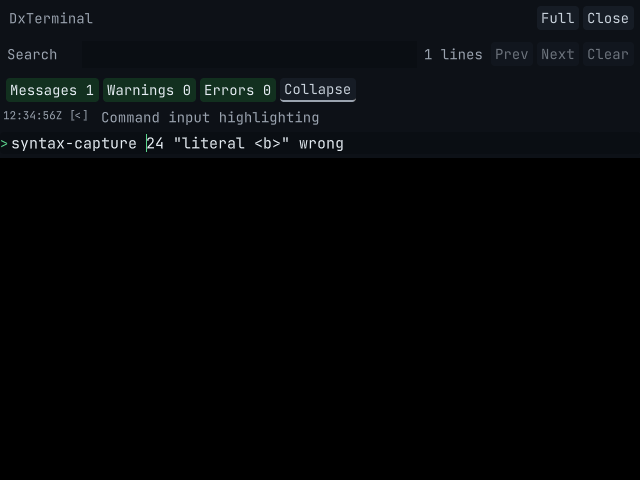 DxTerminal Full Close
Search 1 lines Prev Next Clear
Messages 1 Warnings 0 Errors 0 Collapse
12:34:56Z [<] Command input highlighting
>syntax-capture 24 "literal <b>" wrong